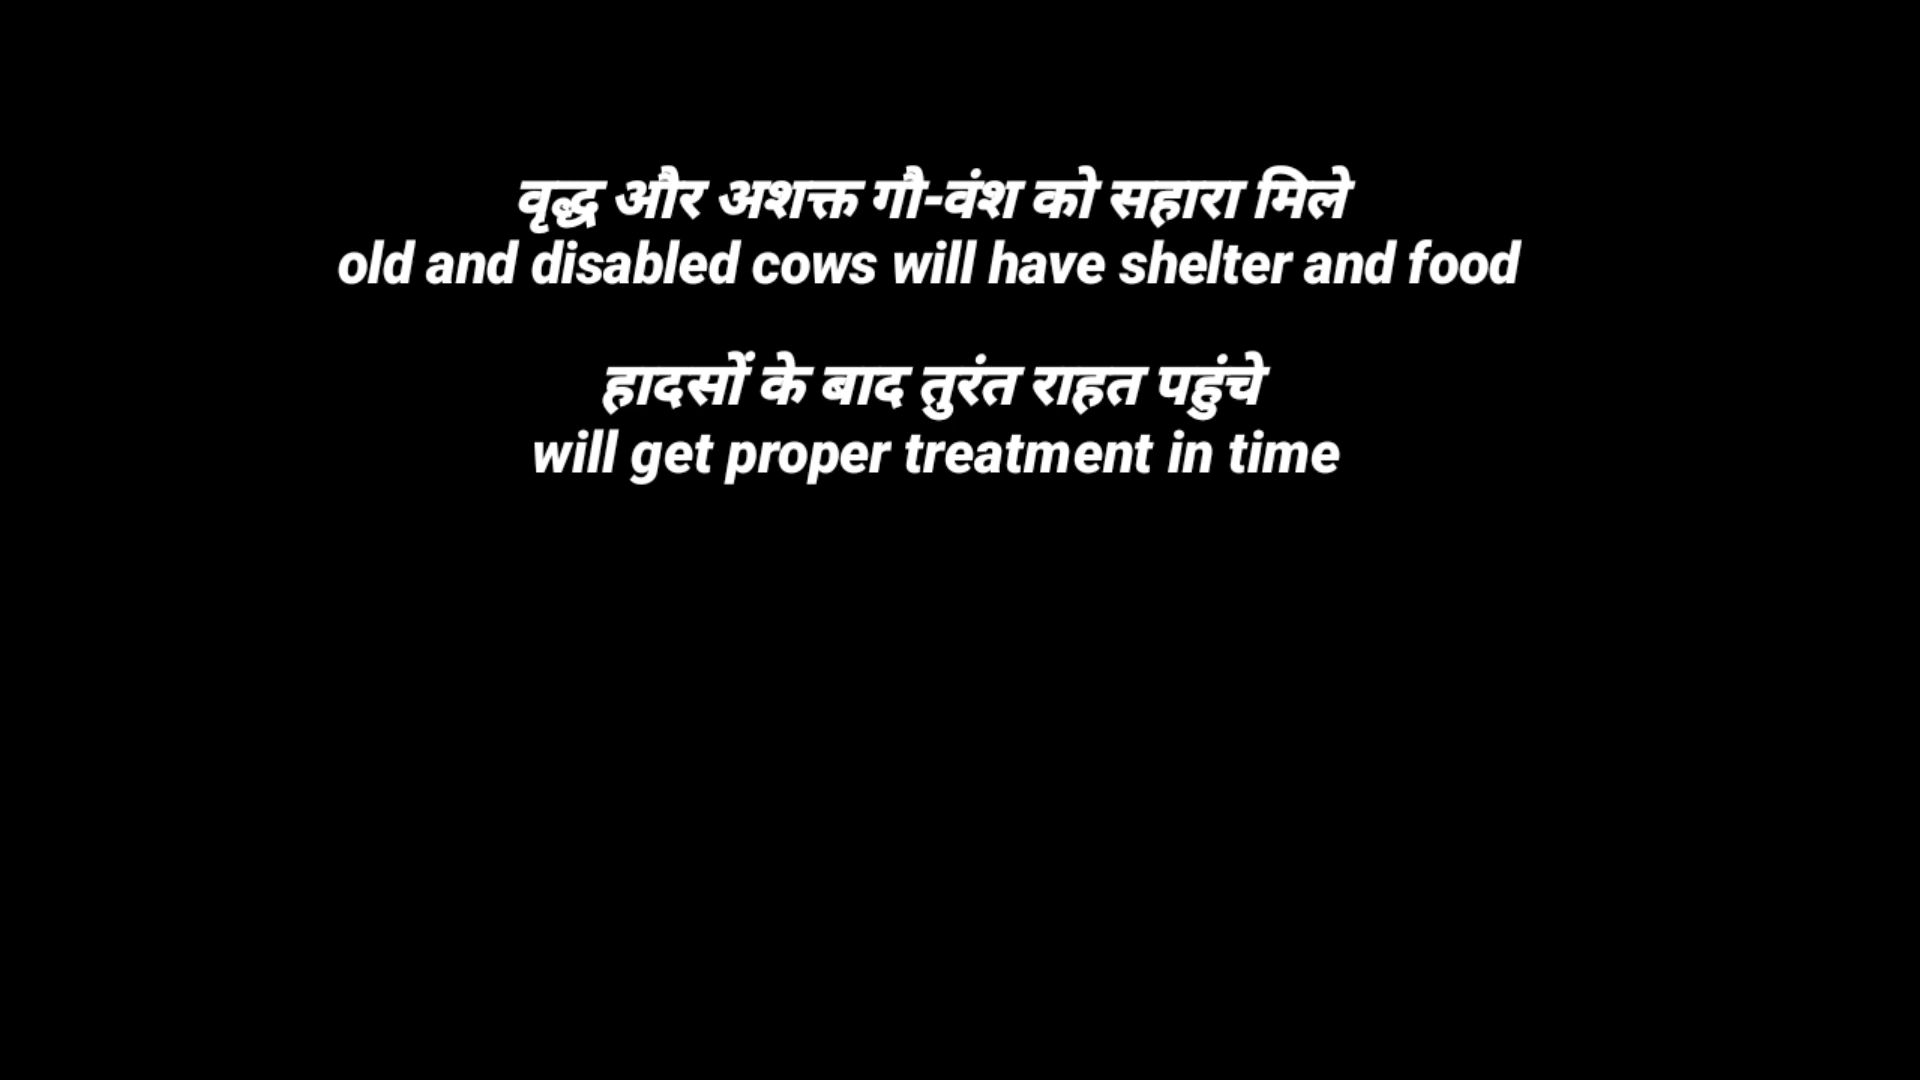 वृद्ध और अशक्त गौ-वंश को सहारा मिले
old and disabled cows will have shelter and food
हादसों के बाद तुरंत राहत पहुंचे
will get proper treatment in time